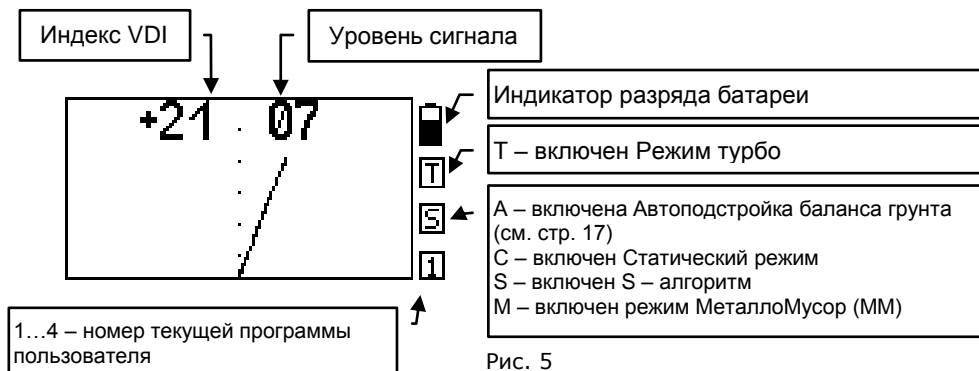 Индекс VDI
Уровень сигнала
+21 07
Индикатор разряда батареи
T
T – включен Режим турбо
S
A – включена Автоподстройка баланса грунта
(см. стр. 17)
C – включен Статический режим
S – включен S – алгоритм
M – включен режим МеталлоМусор (ММ)
1
1…4 – номер текущей программы
пользователя
Рис. 5